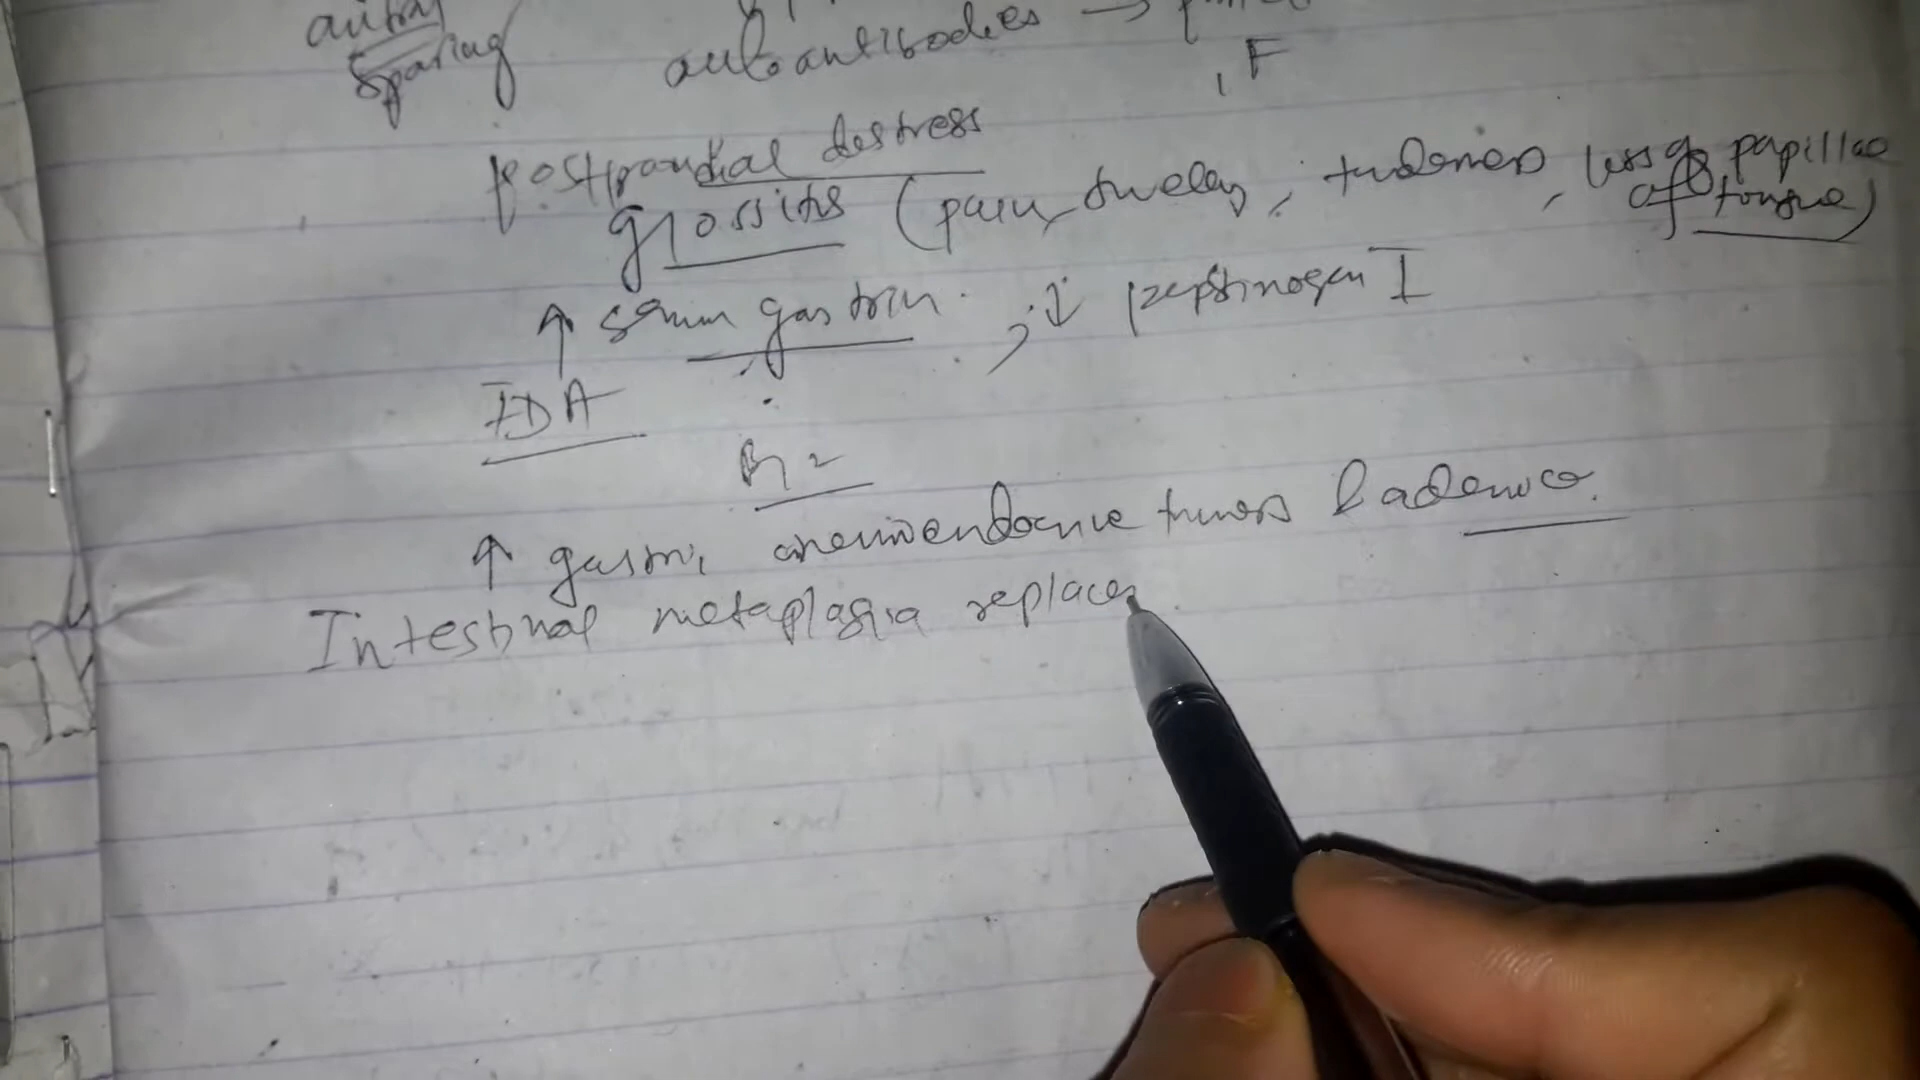 sparing
autoantibodies →
, F
postprandial distress
glossitis (pain, swelling, tenderness, loss of papillae
of tongue)
↑ serum gastrin ; ↓ pepsinogen I
IDA
B12
↑ gastric neuroendocrine tumors & adenoca.
Intestinal metaplasia replaces